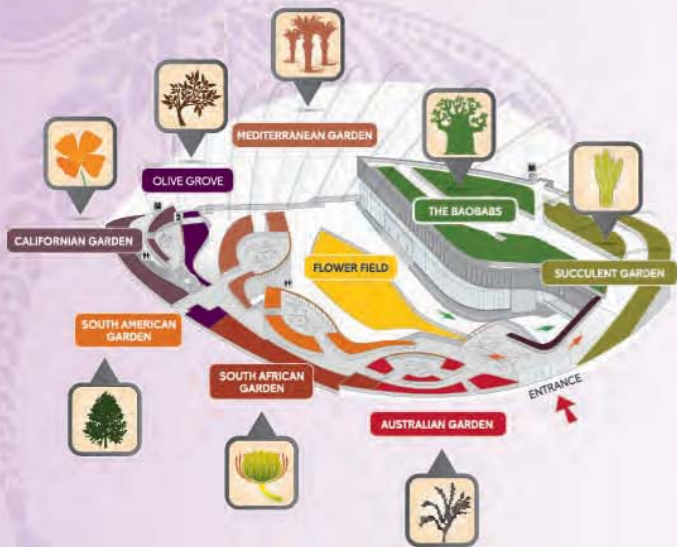 MEDITERRANEAN GARDEN
OLIVE GROVE
THE BAOBABS
CALIFORNIAN GARDEN
FLOWER FIELD
SUCCULENT GARDEN
SOUTH AMERICAN
GARDEN
SOUTH AFRICAN
GARDEN
ENTRANCE
AUSTRALIAN GARDEN